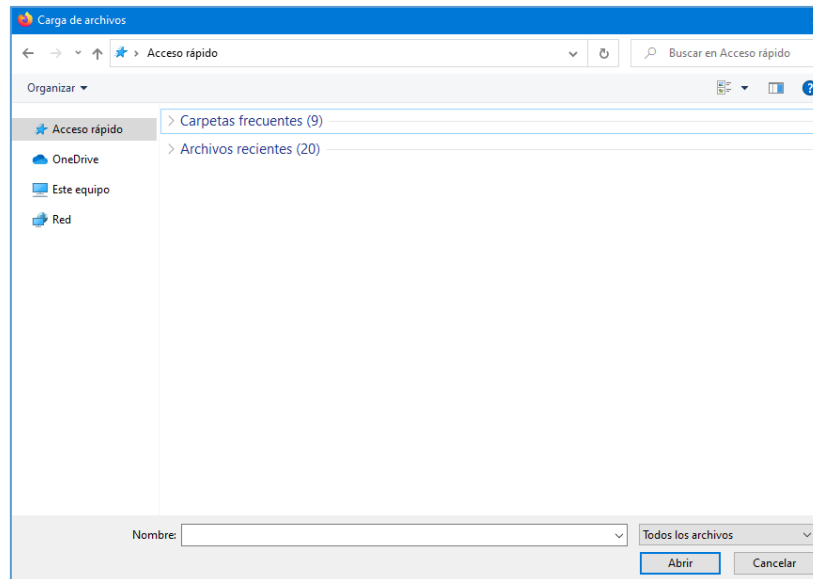 Carga de archivos
Acceso rápido
Buscar en Acceso rápido
Organizar
?
Acceso rápido
OneDrive
Este equipo
Red
Carpetas frecuentes (9)
Archivos recientes (20)
Nombre:
Todos los archivos
Abrir
Cancelar